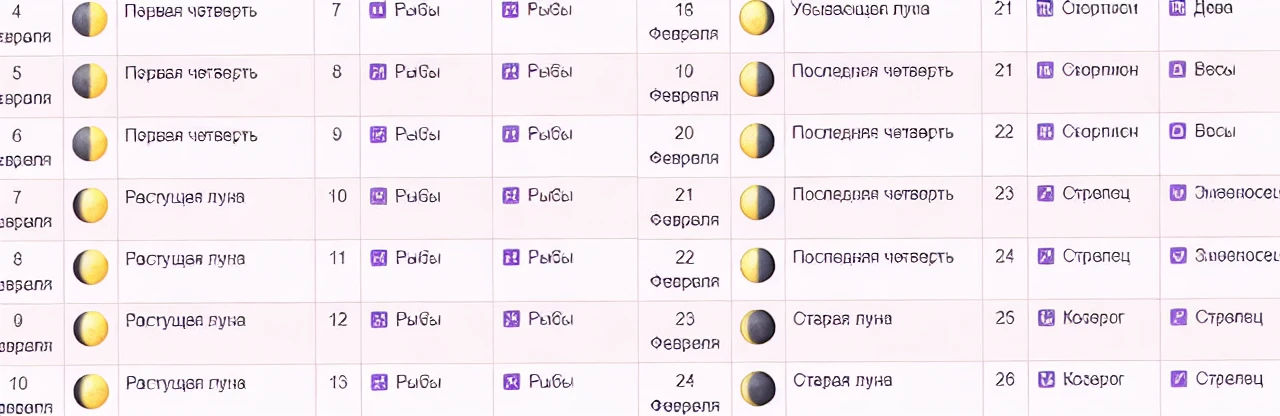 4 Первая четверть 7 Рыбы Рыбы
евраля
5 Первая четверть 8 Рыбы Рыбы
евраля
6 Первая четверть 9 Рыбы Рыбы
евраля
7 Растущая луна 10 Рыбы Рыбы
евраля
8 Растущая луна 11 Рыбы Рыбы
евраля
9 Растущая луна 12 Рыбы Рыбы
евраля
10 Растущая луна 13 Рыбы Рыбы
евраля
18 Убывающая луна 21 Скорпион Дева
Февраля
10 Последняя четверть 21 Скорпион Весы
Февраля
20 Последняя четверть 22 Скорпион Весы
Февраля
21 Последняя четверть 23 Стрелец Змееносец
Февраля
22 Последняя четверть 24 Стрелец Змееносец
Февраля
23 Старая луна 25 Козерог Стрелец
Февраля
24 Старая луна 26 Козерог Стрелец
Февраля